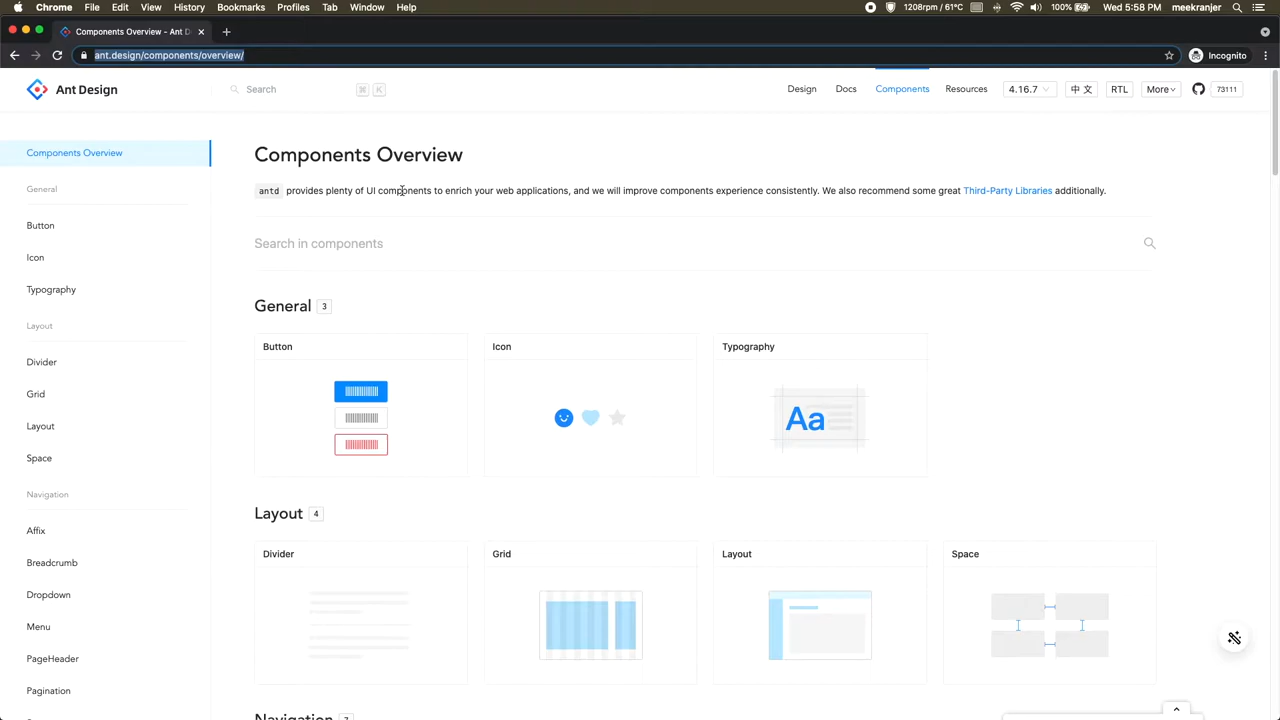 Chrome File Edit View History Bookmarks Profiles Tab Window Help 1208rpm / 61°C 100% Wed 5:58 PM meekrajer
Components Overview - Ant D
ant.design/components/overview/ Incognito
Ant Design Search ⌘ K Design Docs Components Resources 4.16.7 中 文 RTL More 73111
Components Overview
General
Button
Icon
Typography
Layout
Divider
Grid
Layout
Space
Navigation
Affix
Breadcrumb
Dropdown
Menu
PageHeader
Pagination
Components Overview
antd provides plenty of UI components to enrich your web applications, and we will improve components experience consistently. We also recommend some great Third-Party Libraries additionally.
Search in components
General 3
Button Icon Typography
Aa
Layout 4
Divider Grid Layout Space
Navigation 7